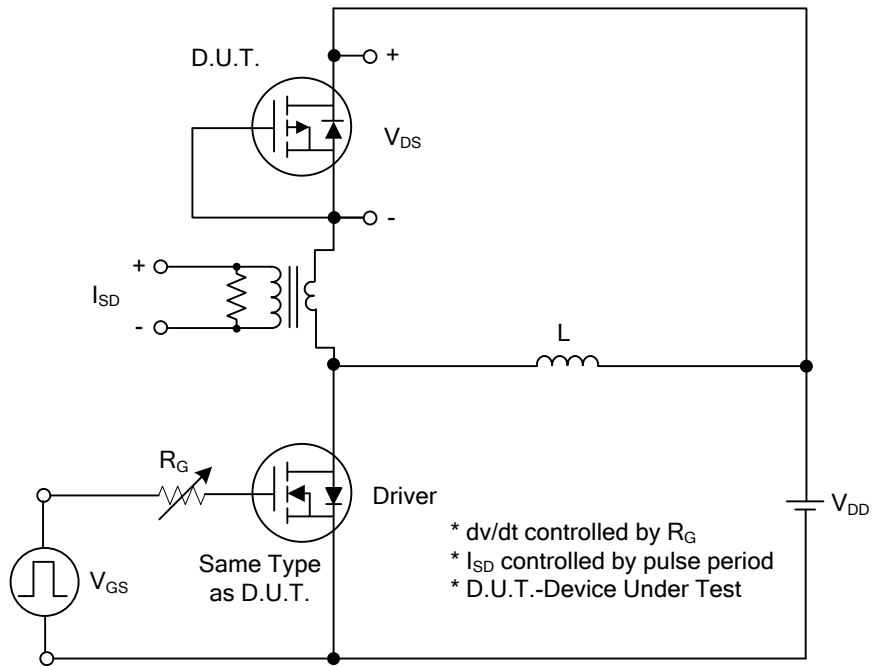 D.U.T.
+
V_DS
-
+
I_SD
-
L
R_G
Driver
V_DD
Same Type
as D.U.T.
V_GS
* dv/dt controlled by R_G
* I_SD controlled by pulse period
* D.U.T.-Device Under Test